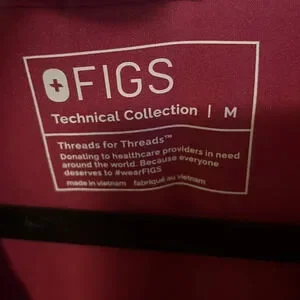 FIGS
Technical Collection | M
Threads for Threads™
Donating to healthcare providers in need
around the world. Because everyone
deserves to #wearFIGS
made in vietnam fabriqué au vietnam